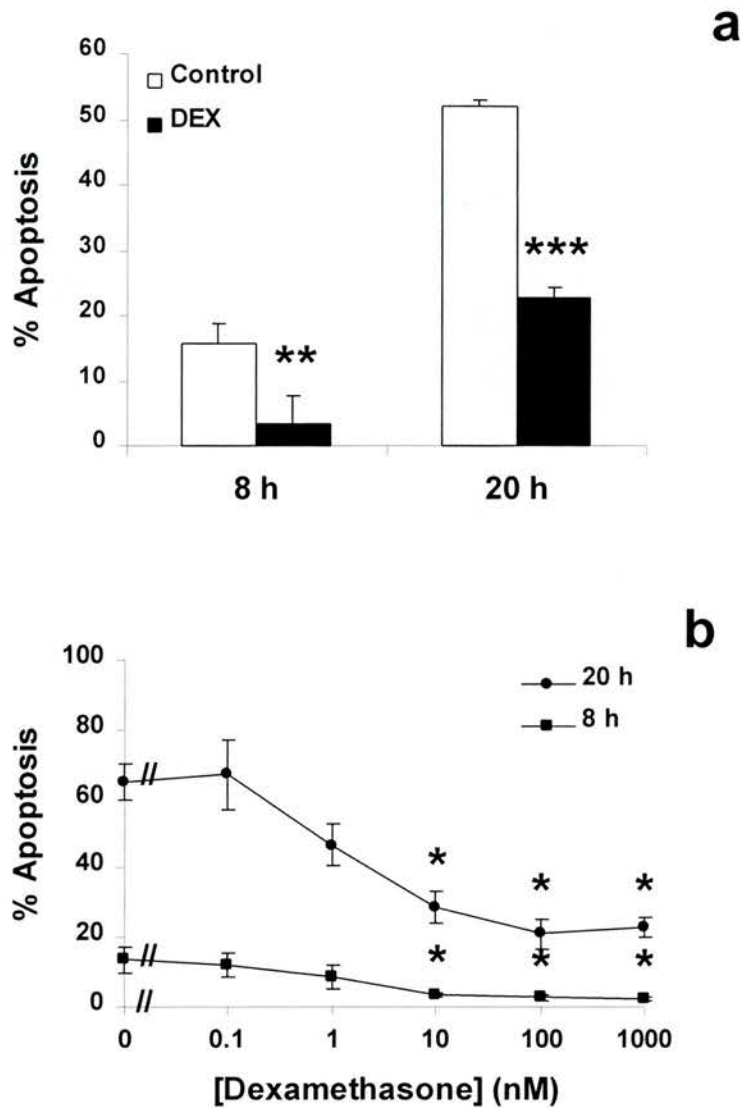 a
60
50
40
30
20
10
0
% Apoptosis
Control
DEX
**
***
8 h
20 h
b
100
80
60
40
20
0
% Apoptosis
20 h
8 h
//
//
//
* * *
* * *
0 0.1 1 10 100 1000
[Dexamethasone] (nM)